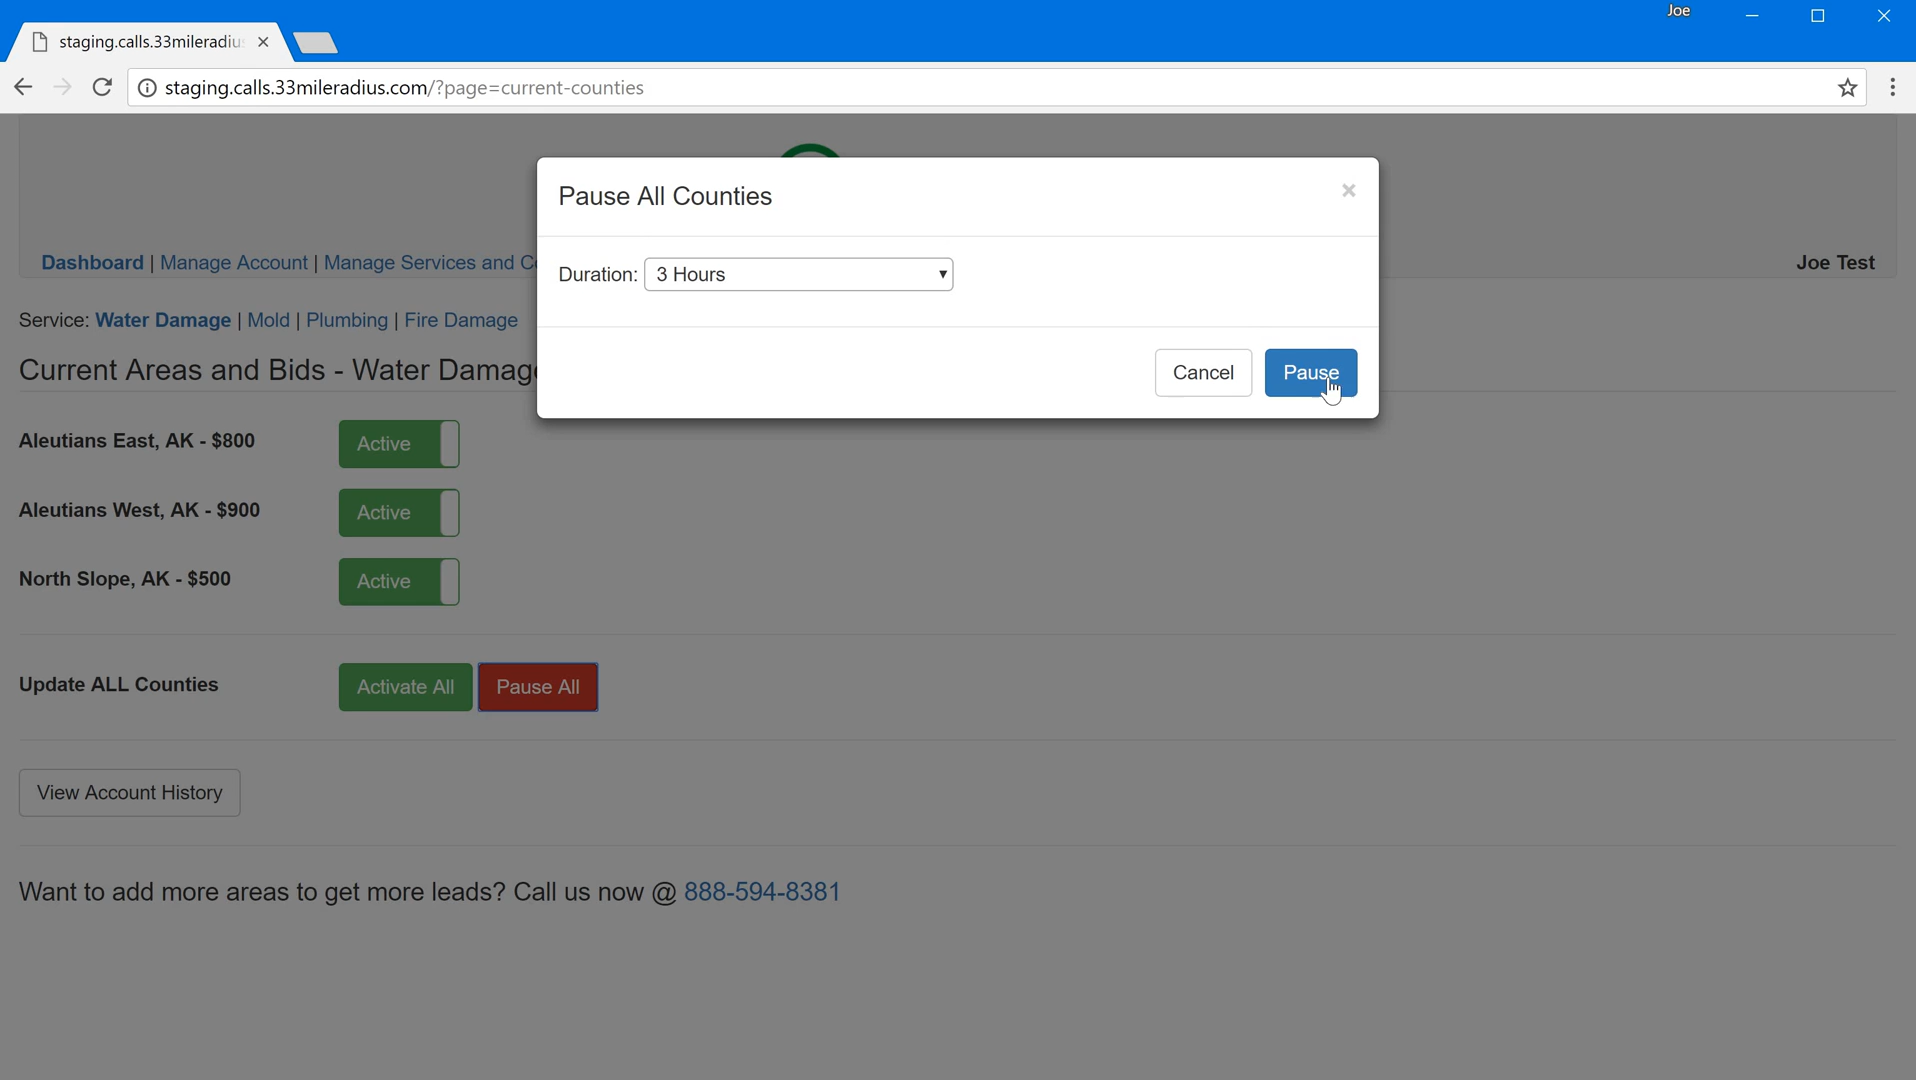 Joe
staging.calls.33mileradiu
staging.calls.33mileradius.com/?page=current-counties
Pause All Counties
Duration: 3 Hours
Cancel Pause
Dashboard | Manage Account | Manage Services and Co
Joe Test
Service: Water Damage | Mold | Plumbing | Fire Damage
Current Areas and Bids - Water Damage
Aleutians East, AK - $800 Active
Aleutians West, AK - $900 Active
North Slope, AK - $500 Active
Update ALL Counties Activate All Pause All
View Account History
Want to add more areas to get more leads? Call us now @ 888-594-8381